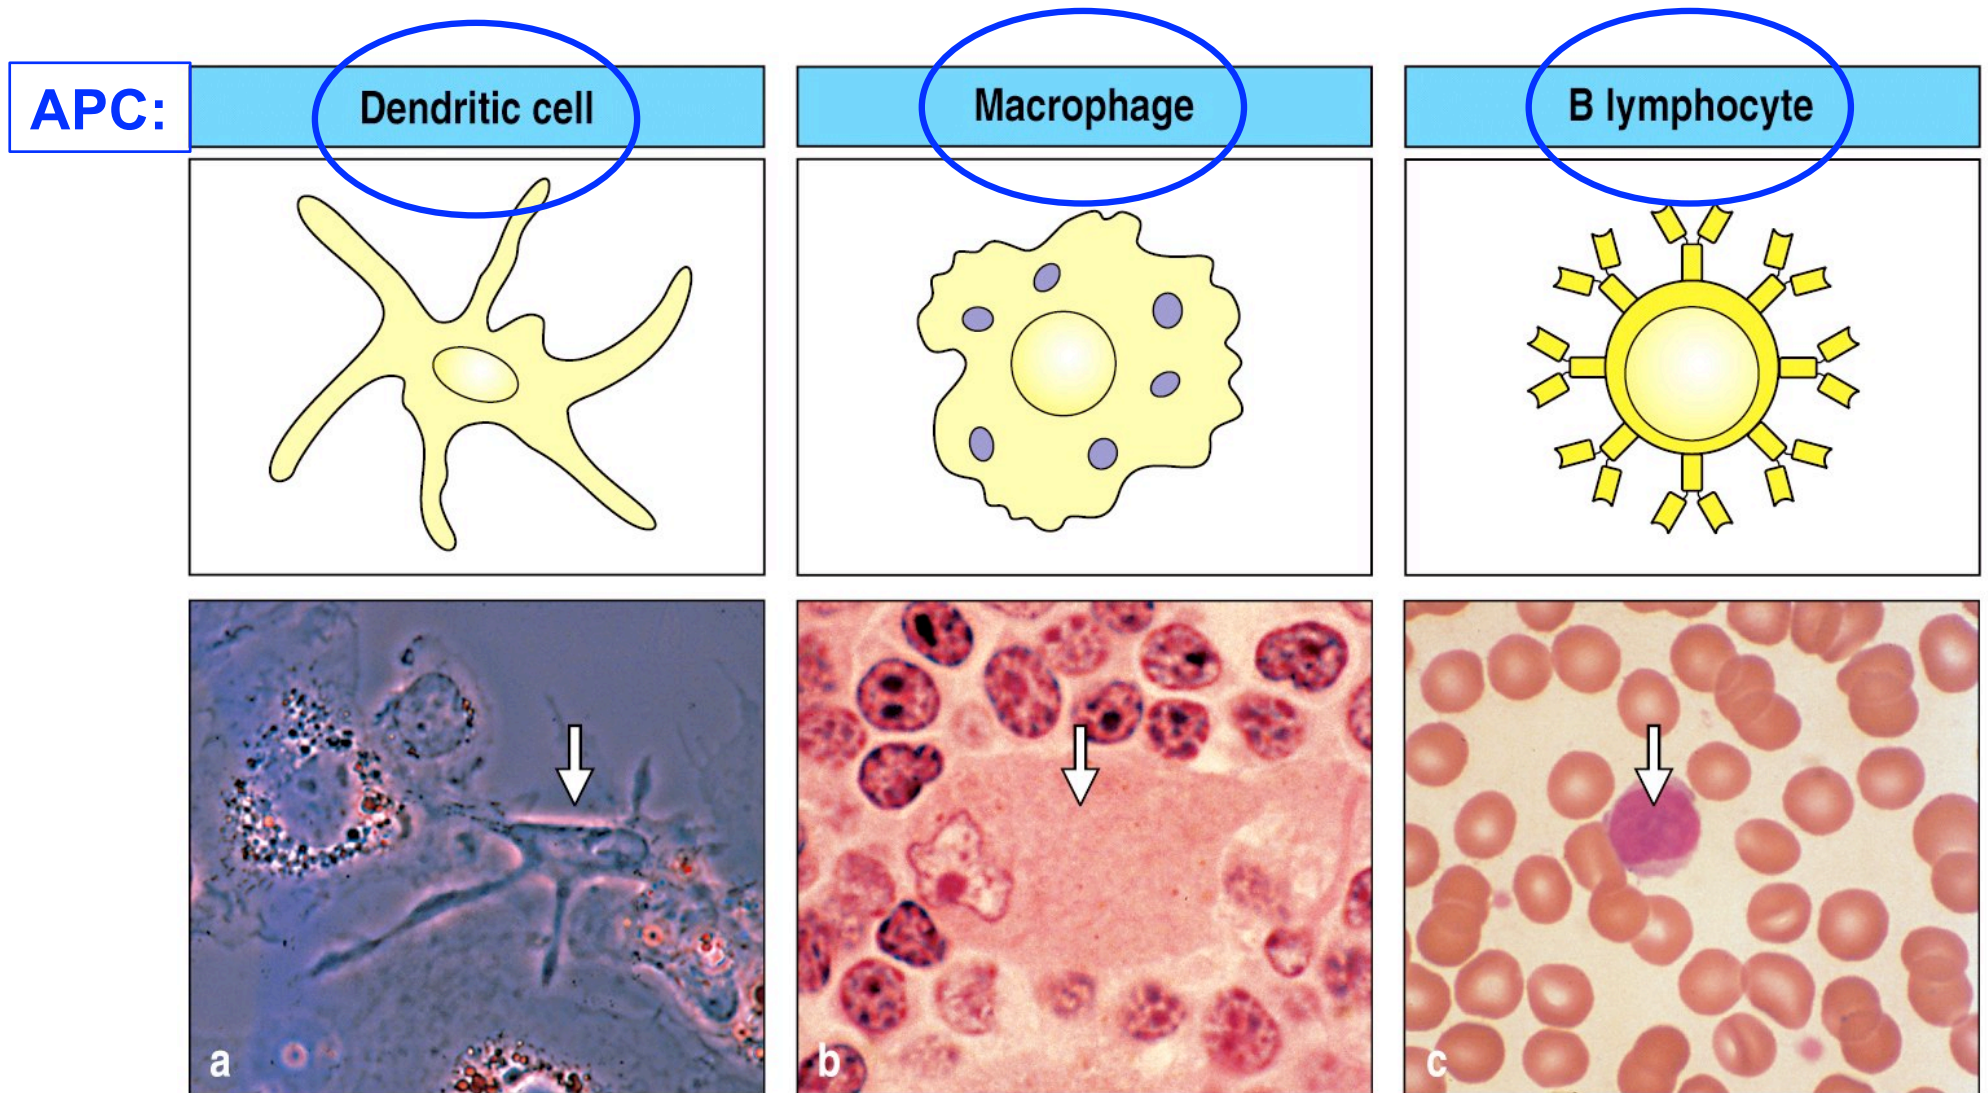 APC:
Dendritic cell
Macrophage
B lymphocyte
a
b
c